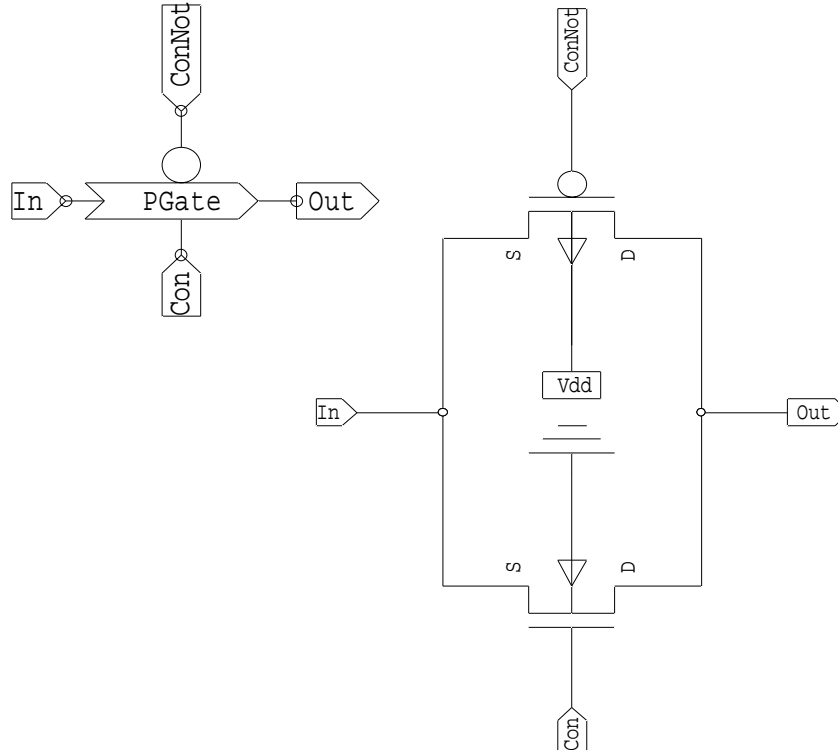 ConNot
In
PGate
Out
Con
ConNot
S
D
Vdd
In
Out
S
D
Con